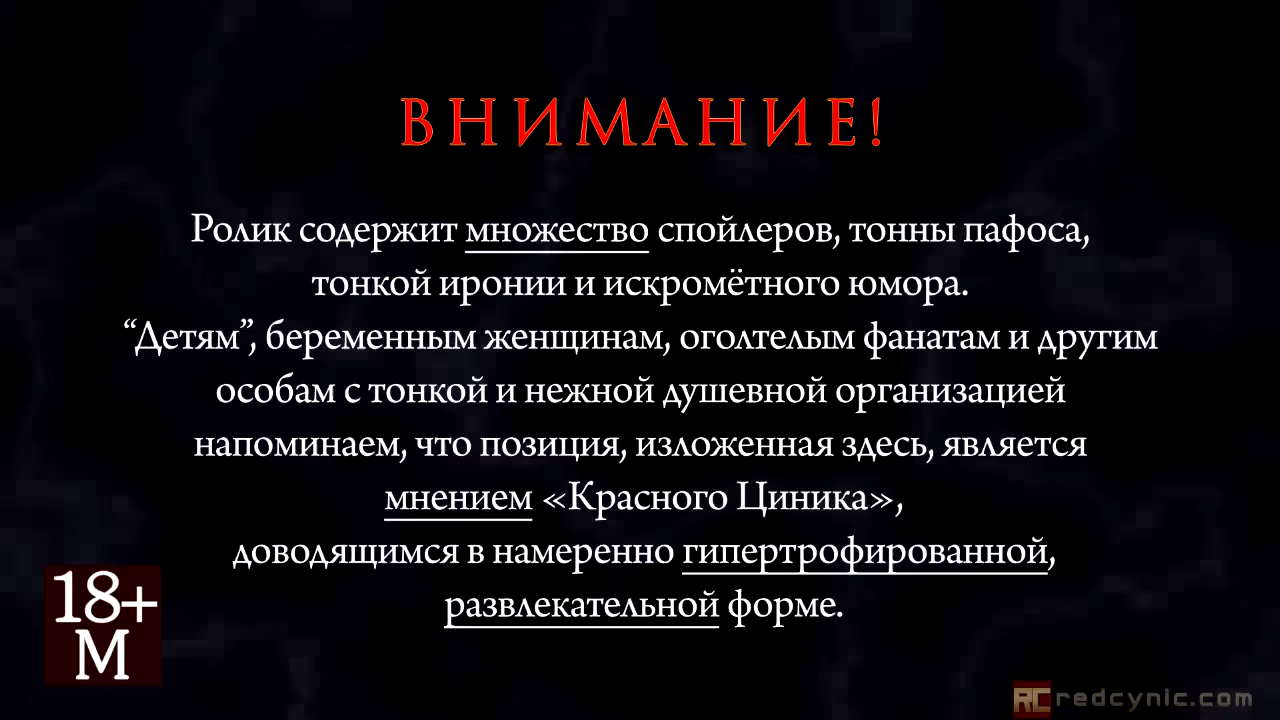 ВНИМАНИЕ!
Ролик содержит множество спойлеров, тонны пафоса,
тонкой иронии и искромётного юмора.
“Детям”, беременным женщинам, оголтелым фанатам и другим
особам с тонкой и нежной душевной организацией
напоминаем, что позиция, изложенная здесь, является
мнением «Красного Циника»,
доводящимся в намеренно гипертрофированной,
развлекательной форме.
18+
М
RC redcynic.com